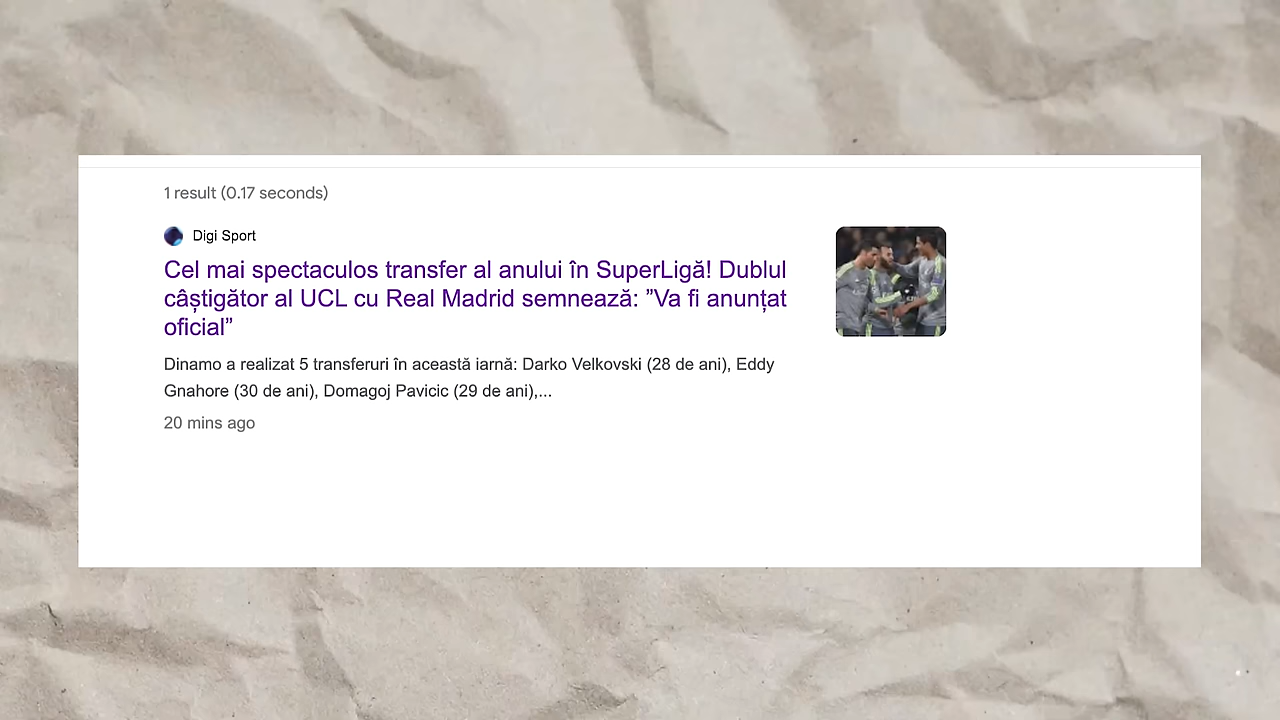 1 result (0.17 seconds)
Digi Sport
Cel mai spectaculos transfer al anului în SuperLigă! Dublul
câștigător al UCL cu Real Madrid semnează: ”Va fi anunțat
oficial”
Dinamo a realizat 5 transferuri în această iarnă: Darko Velkovski (28 de ani), Eddy
Gnahore (30 de ani), Domagoj Pavicic (29 de ani),...
20 mins ago